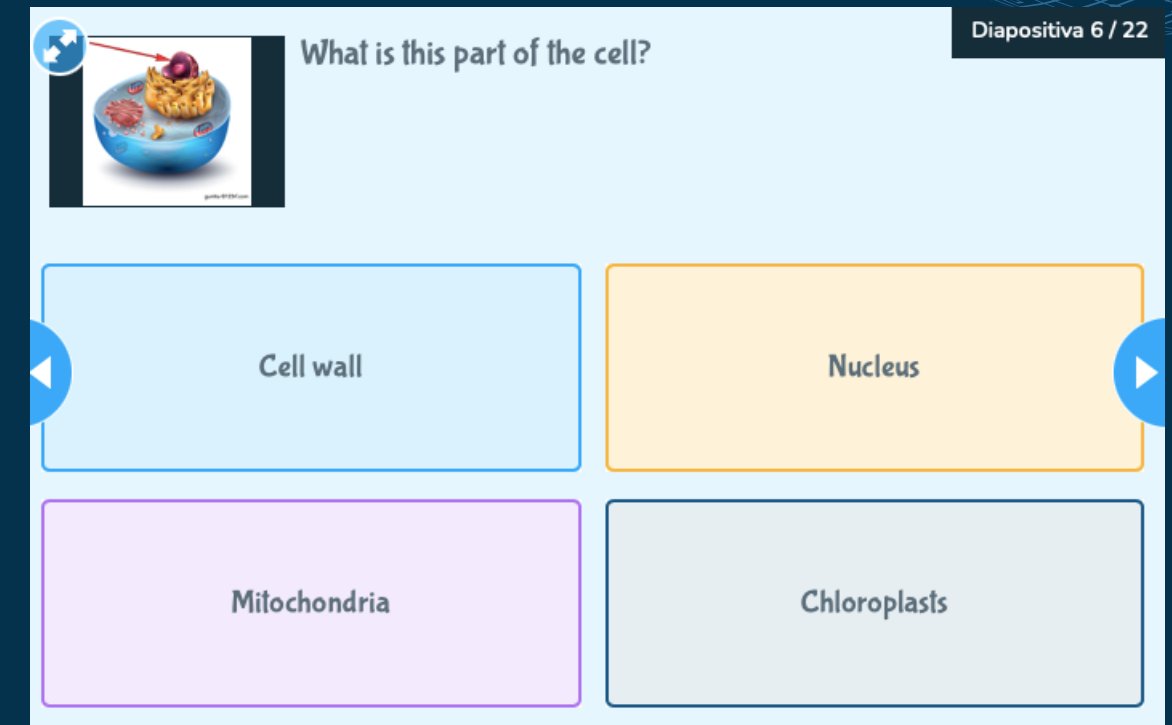 Diapositiva 6 / 22
What is this part of the cell?
Cell wall
Nucleus
Mitochondria
Chloroplasts